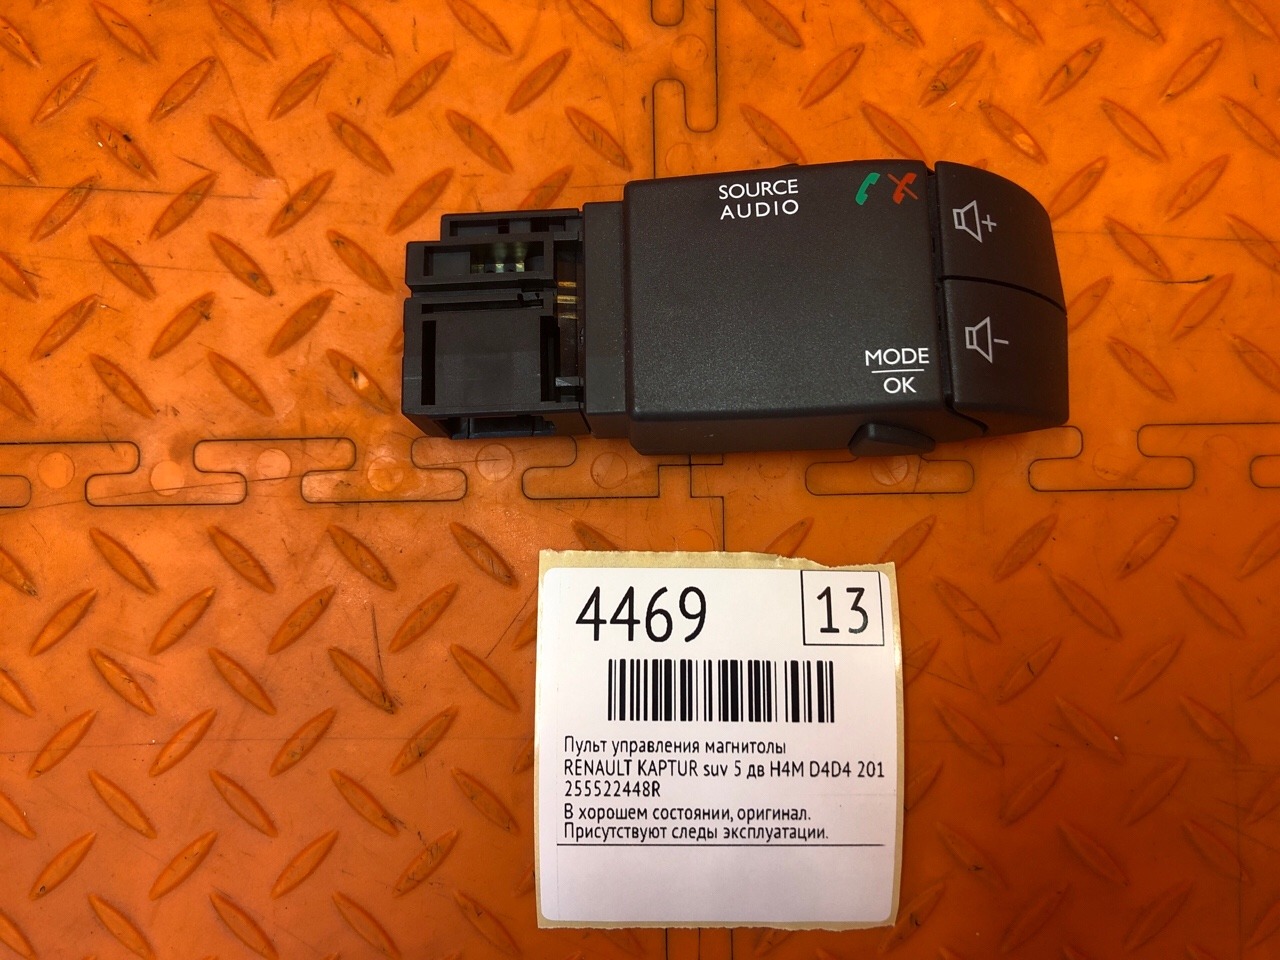 SOURCE
AUDIO
+
MODE
OK
-
4469
13
Пульт управления магнитолы
RENAULT KAPTUR suv 5 дв H4M D4D4 201
255522448R
В хорошем состоянии, оригинал.
Присутствуют следы эксплуатации.